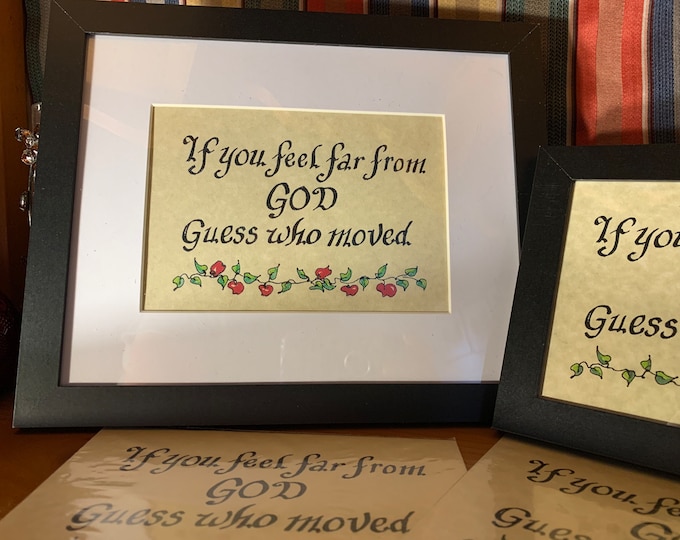 If you feel far from
GOD
Guess who moved.
If you
Guess
If you feel far from
GOD
Guess who moved
If you feel
G
Guess